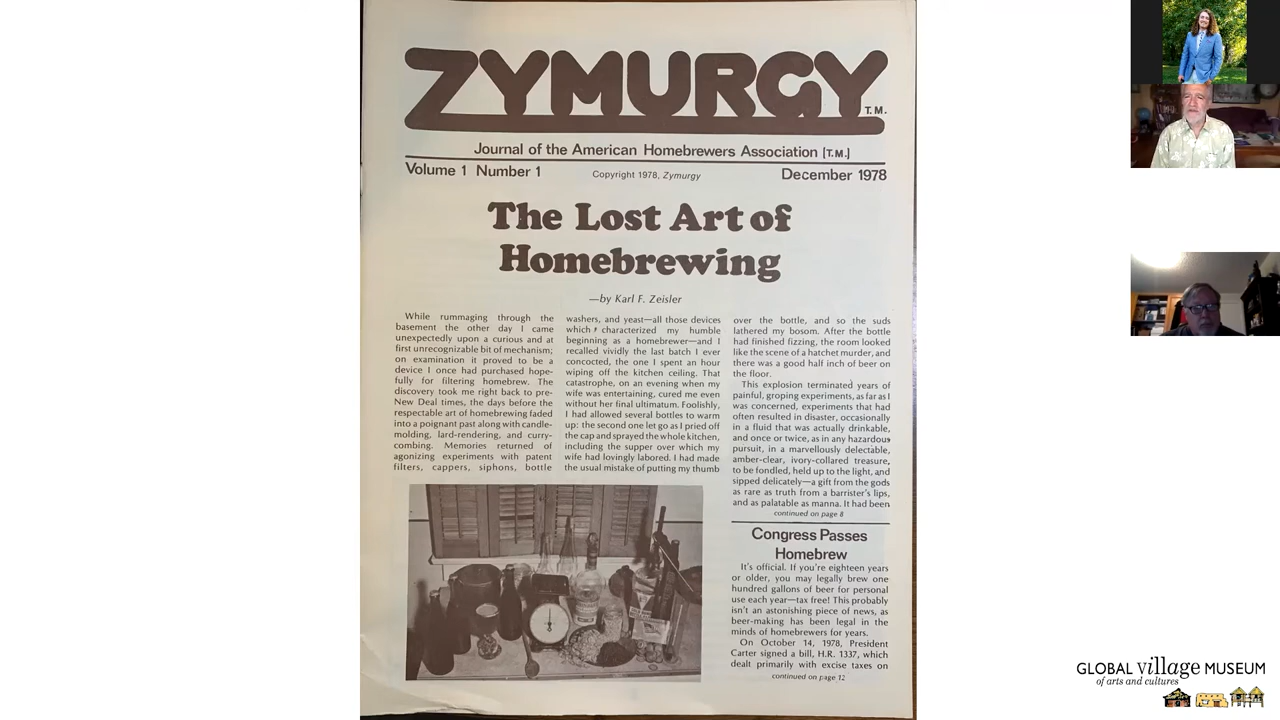 ZYMURGY T.M.
Journal of the American Homebrewers Association [T.M.]
Volume 1 Number 1
Copyright 1978, Zymurgy
December 1978
The Lost Art of
Homebrewing
—by Karl F. Zeisler
While rummaging through the
basement the other day I came
unexpectedly upon a curious and at
first unrecognizable bit of mechanism;
on examination it proved to be a
device I once had purchased hope-
fully for filtering homebrew. The
discovery took me right back to pre-
New Deal times, the days before the
respectable art of homebrewing faded
into a poignant past along with candle-
molding, lard-rendering, and curry-
combing. Memories returned of
agonizing experiments with patent
filters, cappers, siphons, bottle
washers, and yeast—all those devices
which characterized my humble
beginning as a homebrewer—and I
recalled vividly the last batch I ever
concocted, the one I spent an hour
wiping off the kitchen ceiling. That
catastrophe, on an evening when my
wife was entertaining, cured me even
without her final ultimatum. Foolishly,
I had allowed several bottles to warm
up: the second one let go as I pried off
the cap and sprayed the whole kitchen,
including the supper over which my
wife had lovingly labored. I had made
the usual mistake of putting my thumb
over the bottle, and so the suds
lathered my bosom. After the bottle
had finished fizzing, the room looked
like the scene of a hatchet murder, and
there was a good half inch of beer on
the floor.
This explosion terminated years of
painful, groping experiments, as far as I
was concerned, experiments that had
often resulted in disaster, occasionally
in a fluid that was actually drinkable,
and once or twice, as in any hazardous
pursuit, in a marvellously delectable,
amber-clear, ivory-collared treasure,
to be fondled, held up to the light, and
sipped delicately—a gift from the gods
as rare as truth from a barrister's lips,
and as palatable as manna. It had been
continued on page 8
Congress Passes
Homebrew
It's official. If you're eighteen years
or older, you may legally brew one
hundred gallons of beer for personal
use each year—tax free! This probably
isn't an astonishing piece of news, as
beer-making has been legal in the
minds of homebrewers for years.
On October 14, 1978, President
Carter signed a bill, H.R. 1337, which
dealt primarily with excise taxes on
continued on page 12
GLOBAL village MUSEUM
of arts and cultures